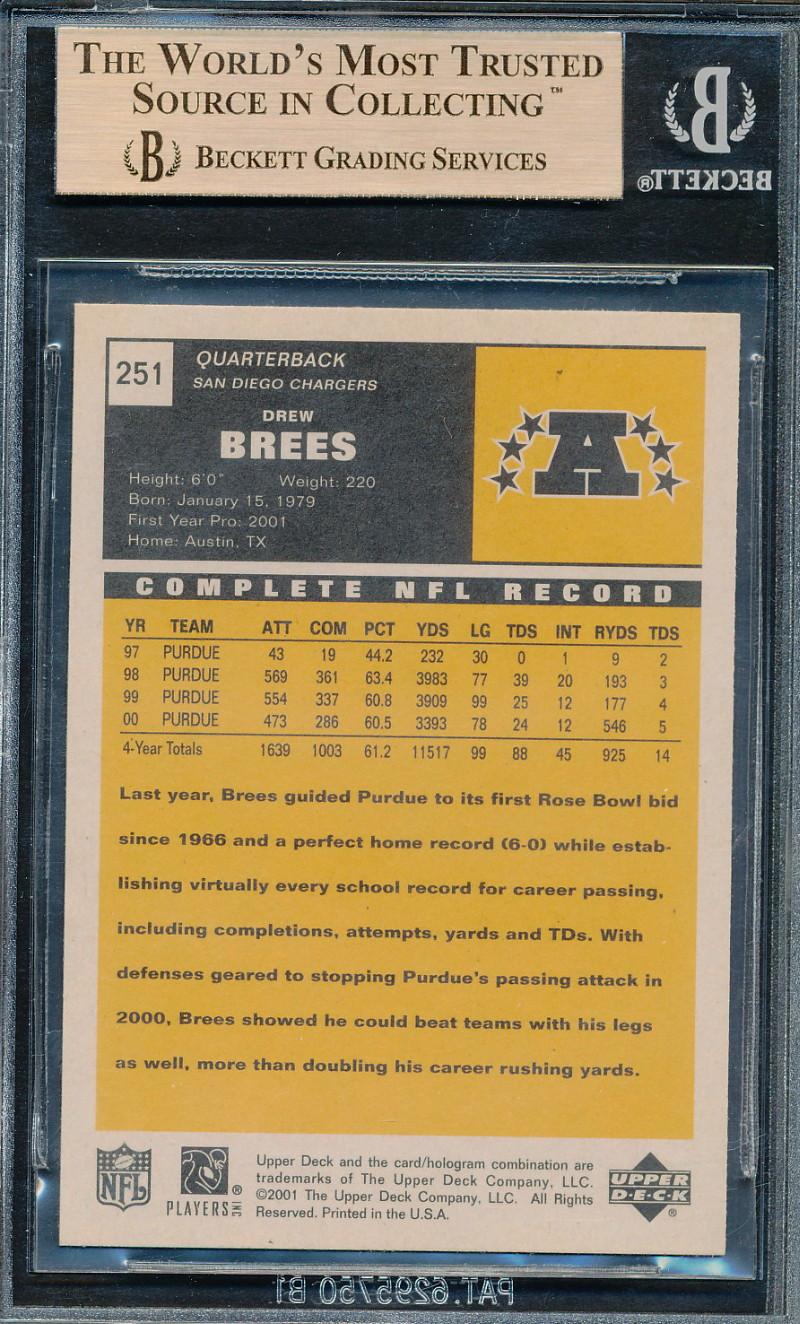 THE WORLD'S MOST TRUSTED
SOURCE IN COLLECTING™
B BECKETT GRADING SERVICES
B
BECKETT®
251
QUARTERBACK
SAN DIEGO CHARGERS
DREW
BREES
Height: 6'0" Weight: 220
Born: January 15, 1979
First Year Pro: 2001
Home: Austin, TX
A
COMPLETE NFL RECORD
YR TEAM ATT COM PCT YDS LG TDS INT RYDS TDS
97 PURDUE 43 19 44.2 232 30 0 1 9 2
98 PURDUE 569 361 63.4 3983 77 39 20 193 3
99 PURDUE 554 337 60.8 3909 99 25 12 177 4
00 PURDUE 473 286 60.5 3393 78 24 12 546 5
4-Year Totals 1639 1003 61.2 11517 99 88 45 925 14
Last year, Brees guided Purdue to its first Rose Bowl bid
since 1966 and a perfect home record (6-0) while estab-
lishing virtually every school record for career passing,
including completions, attempts, yards and TDs. With
defenses geared to stopping Purdue's passing attack in
2000, Brees showed he could beat teams with his legs
as well, more than doubling his career rushing yards.
NFL
PLAYERS INC ®
Upper Deck and the card/hologram combination are
trademarks of The Upper Deck Company, LLC.
©2001 The Upper Deck Company, LLC. All Rights
Reserved. Printed in the U.S.A.
UPPER
D·E·C·K
®
PAT. 6295750 B1